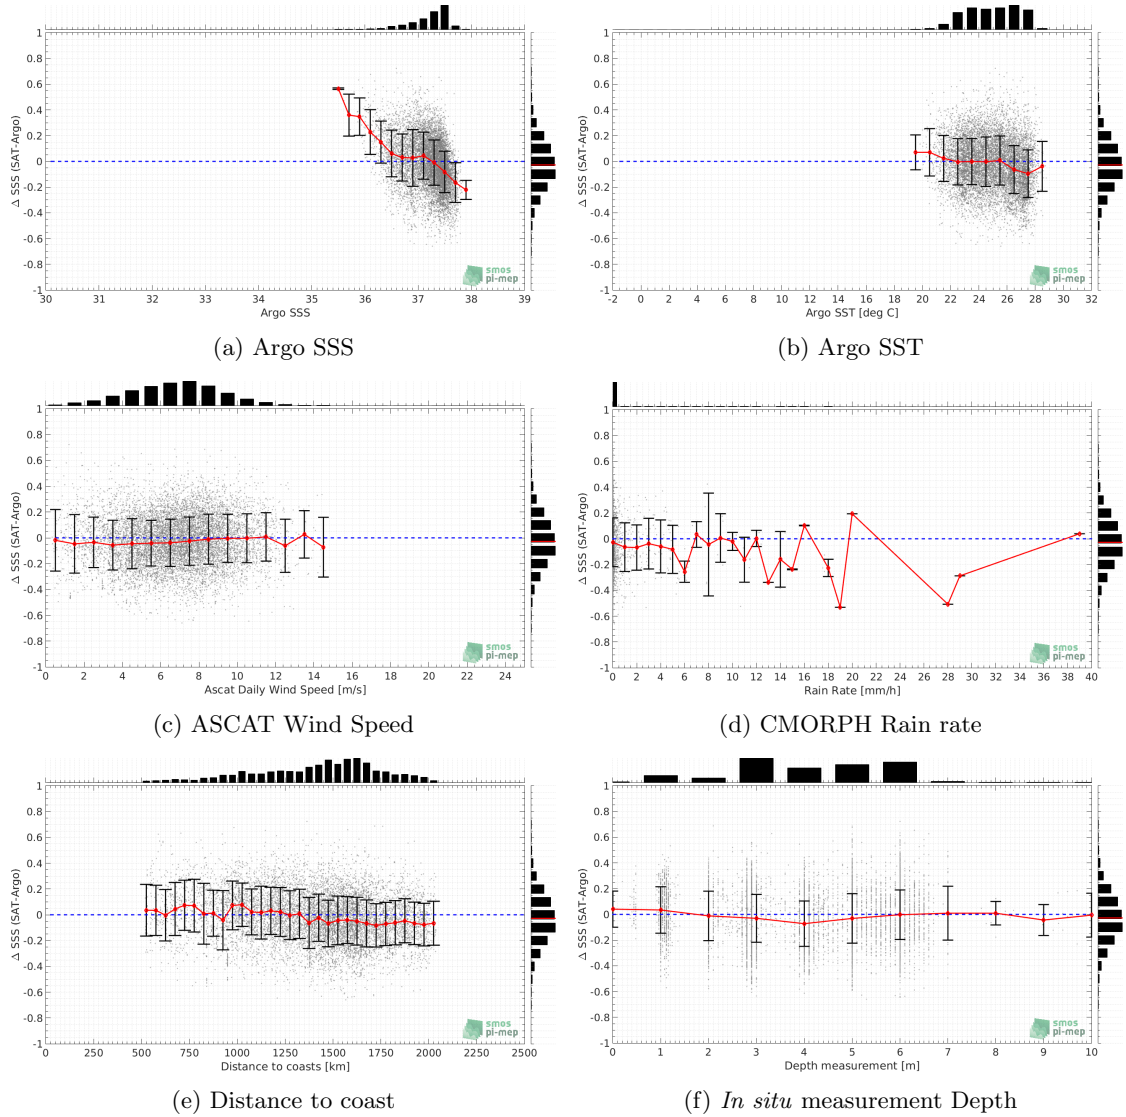 1
0.8
0.6
0.4
0.2
0
-0.2
-0.4
-0.6
-0.8
-1
Δ SSS (SAT-Argo)
30 31 32 33 34 35 36 37 38 39
Argo SSS
smos
pi-mep
(a) Argo SSS
1
0.8
0.6
0.4
0.2
0
-0.2
-0.4
-0.6
-0.8
-1
Δ SSS (SAT-Argo)
-2 0 2 4 6 8 10 12 14 16 18 20 22 24 26 28 30 32
Argo SST [deg C]
smos
pi-mep
(b) Argo SST
1
0.8
0.6
0.4
0.2
0
-0.2
-0.4
-0.6
-0.8
-1
Δ SSS (SAT-Argo)
0 2 4 6 8 10 12 14 16 18 20 22 24
Ascat Daily Wind Speed [m/s]
smos
pi-mep
(c) ASCAT Wind Speed
1
0.8
0.6
0.4
0.2
0
-0.2
-0.4
-0.6
-0.8
-1
Δ SSS (SAT-Argo)
0 2 4 6 8 10 12 14 16 18 20 22 24 26 28 30 32 34 36 38 40
Rain Rate [mm/h]
smos
pi-mep
(d) CMORPH Rain rate
1
0.8
0.6
0.4
0.2
0
-0.2
-0.4
-0.6
-0.8
-1
Δ SSS (SAT-Argo)
0 250 500 750 1000 1250 1500 1750 2000 2250 2500
Distance to coasts [km]
smos
pi-mep
(e) Distance to coast
1
0.8
0.6
0.4
0.2
0
-0.2
-0.4
-0.6
-0.8
-1
Δ SSS (SAT-Argo)
0 1 2 3 4 5 6 7 8 9 10
Depth measurement [m]
smos
pi-mep
(f) In situ measurement Depth